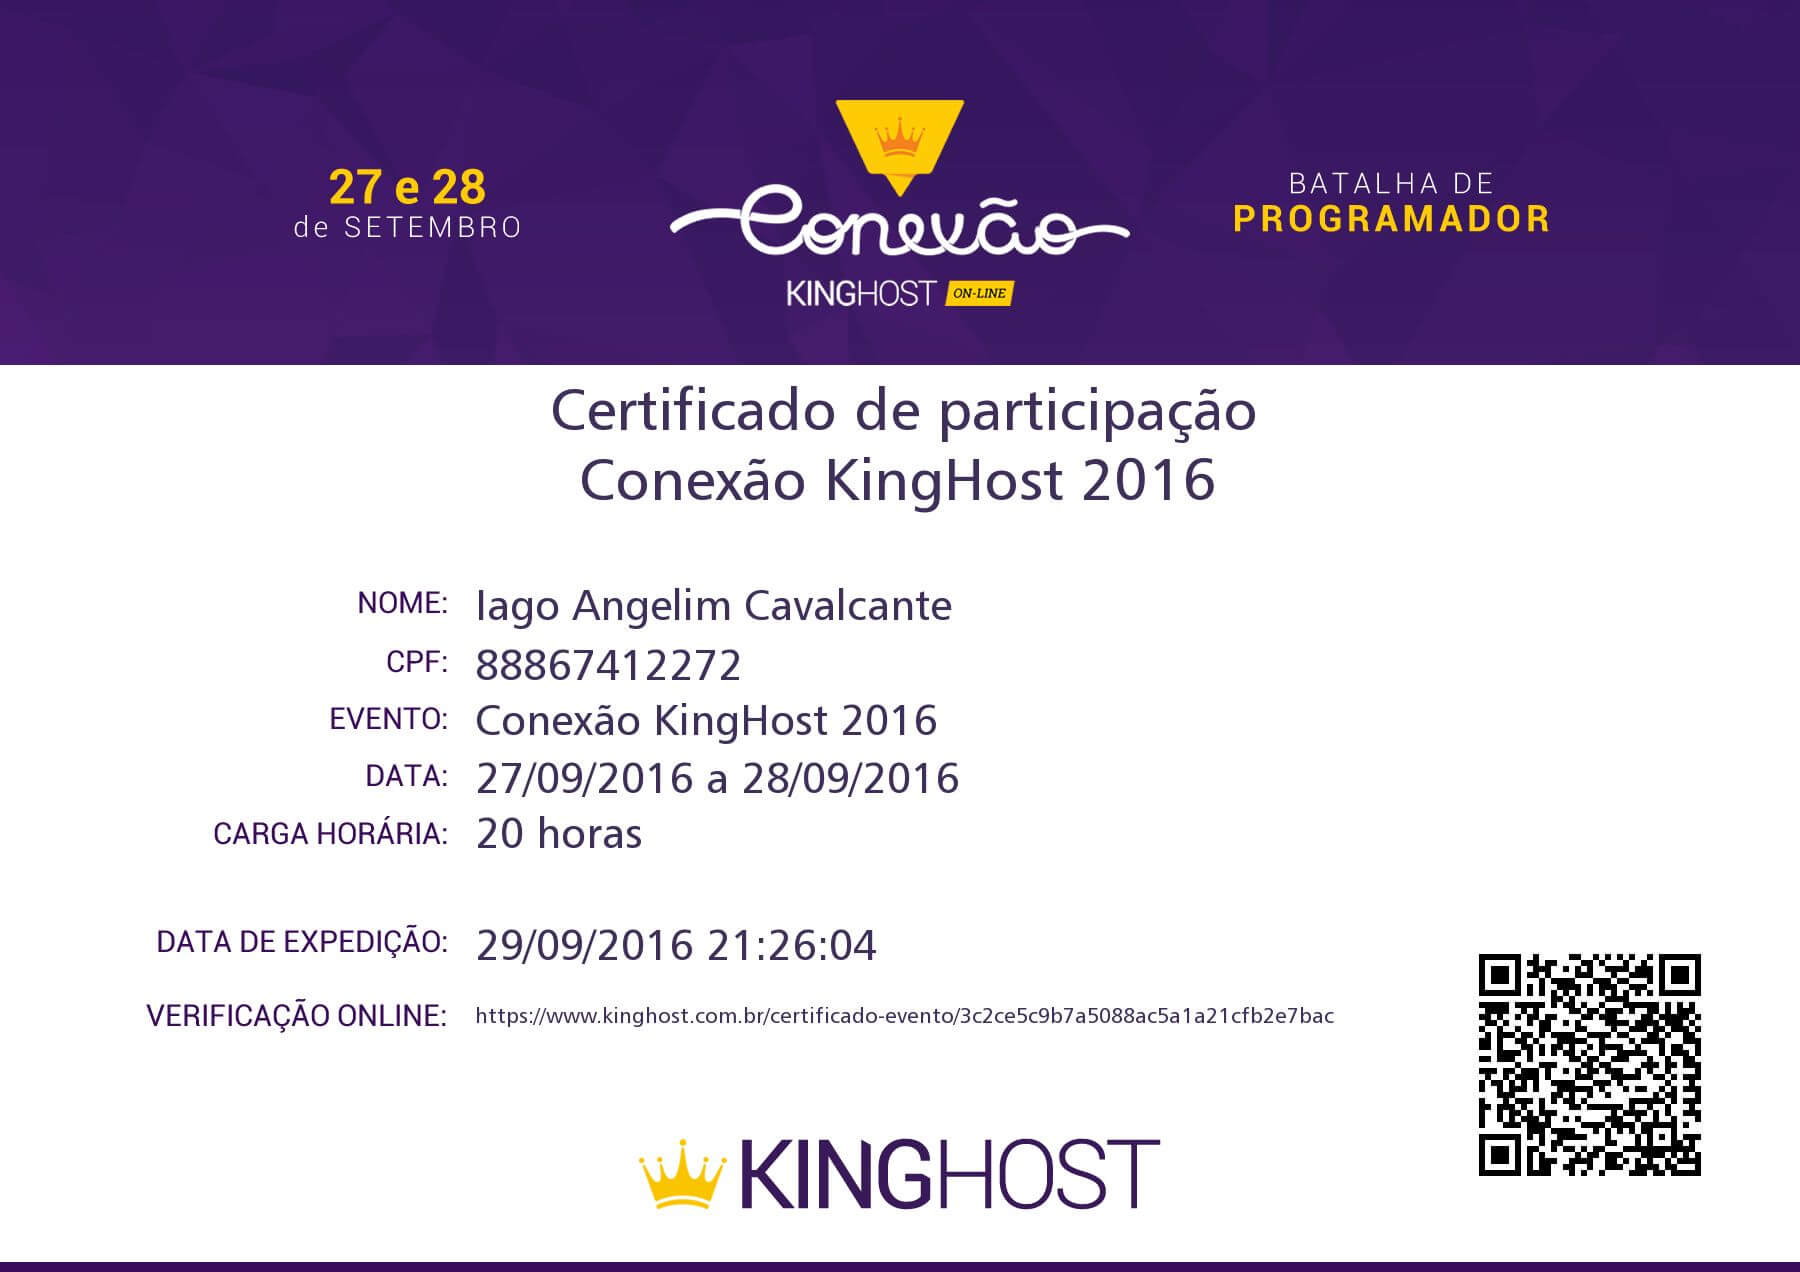 27 e 28
de SETEMBRO
Conexão
KINGHOST ON-LINE
BATALHA DE
PROGRAMADOR
Certificado de participação
Conexão KingHost 2016
NOME: Iago Angelim Cavalcante
CPF: 88867412272
EVENTO: Conexão KingHost 2016
DATA: 27/09/2016 a 28/09/2016
CARGA HORÁRIA: 20 horas
DATA DE EXPEDIÇÃO: 29/09/2016 21:26:04
VERIFICAÇÃO ONLINE: https://www.kinghost.com.br/certificado-evento/3c2ce5c9b7a5088ac5a1a21cfb2e7bac
KINGHOST